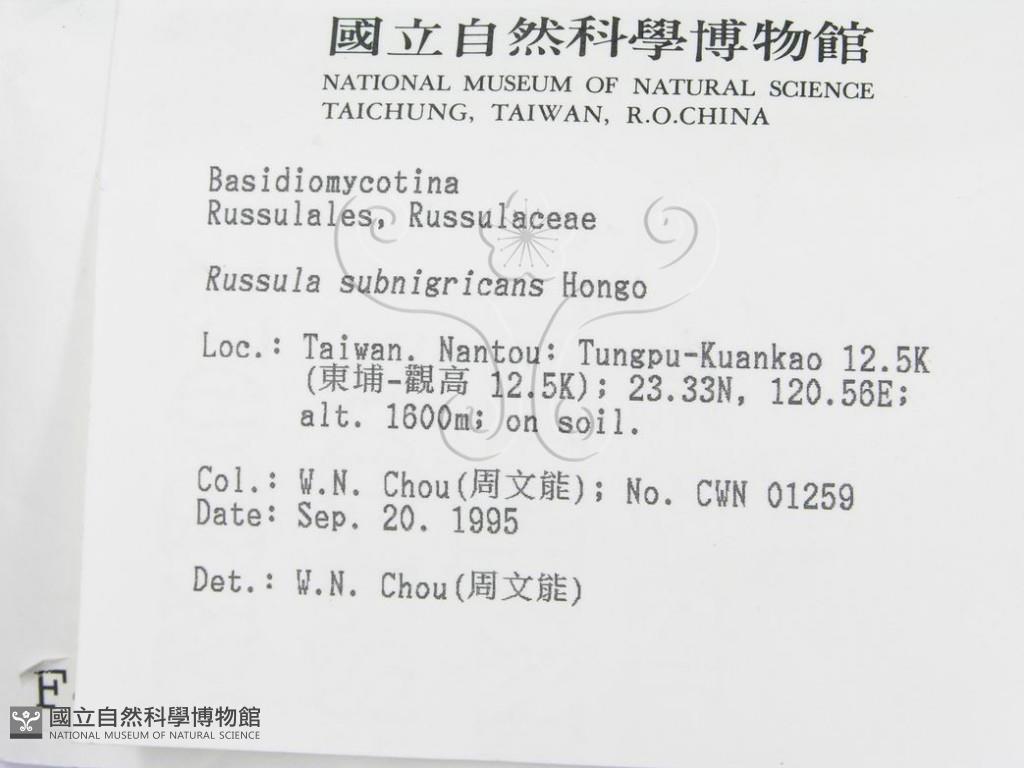 國立自然科學博物館
NATIONAL MUSEUM OF NATURAL SCIENCE
TAICHUNG, TAIWAN, R.O.CHINA
Basidiomycotina
Russulales, Russulaceae
Russula subnigricans Hongo
Loc.: Taiwan. Nantou: Tungpu-Kuankao 12.5K
(東埔-觀高 12.5K); 23.33N, 120.56E;
alt. 1600m; on soil.
Col.: W.N. Chou(周文能); No. CWN 01259
Date: Sep. 20. 1995
Det.: W.N. Chou(周文能)
F
國立自然科學博物館
NATIONAL MUSEUM OF NATURAL SCIENCE